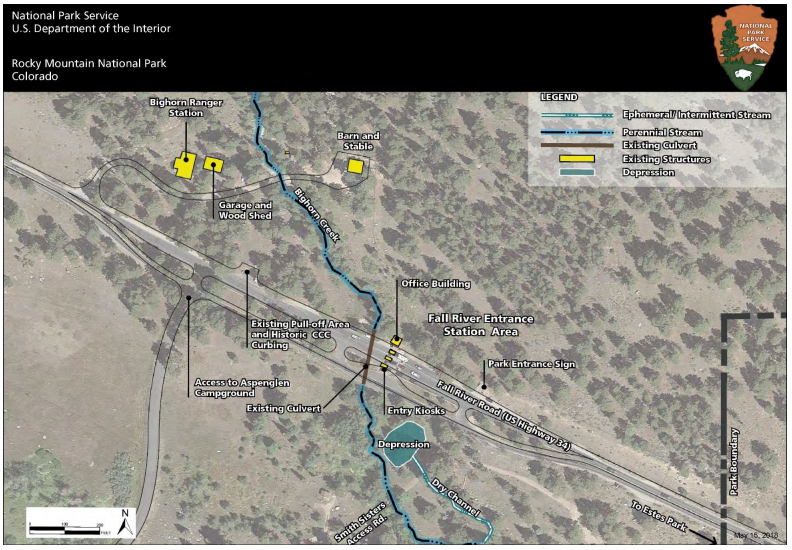 National Park Service
U.S. Department of the Interior
Rocky Mountain National Park
Colorado
NATIONAL
PARK
SERVICE
LEGEND
Ephemeral/ Intermittent Stream
Perennial Stream
Existing Culvert
Existing Structures
Depression
Bighorn Ranger
Station
Barn and
Stable
Garage and
Wood Shed
Bighorn Creek
Office Building
Fall River Entrance
Station Area
Existing Pull-off Area
and Historic CCC
Curbing
Park Entrance Sign
Access to Aspenglen
Campground
Existing Culvert
Entry Kiosks
Fall River Road (US Highway 34)
Depression
Dry Channel
Smith Sisters
Access Rd.
Park Boundary
To Estes Park
N
0 100 200
FEET
May 16, 2018